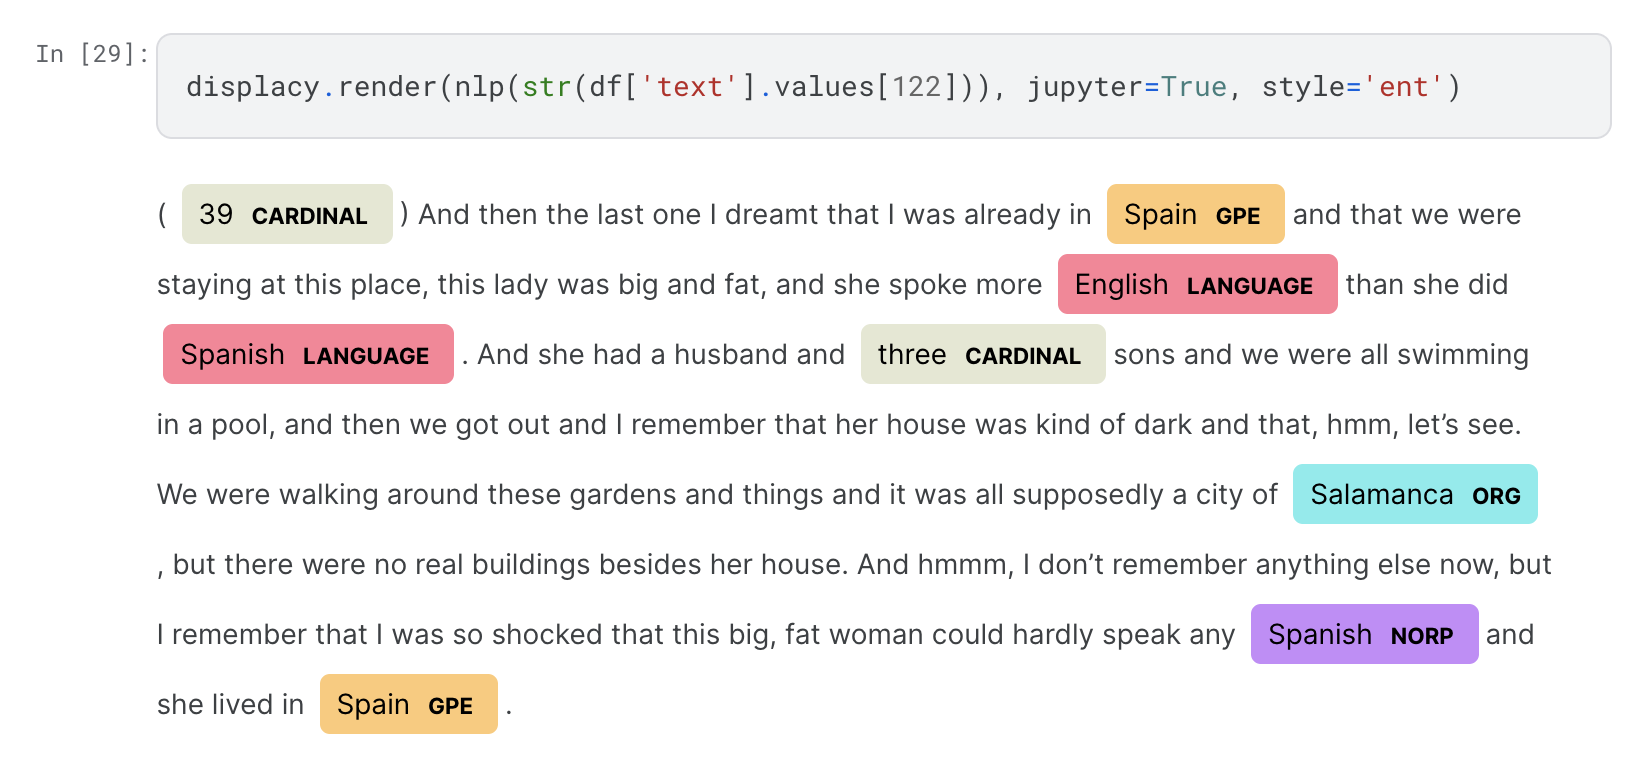 In [29]:
displacy.render(nlp(str(df['text'].values[122])), jupyter=True, style='ent')
( 39 CARDINAL ) And then the last one I dreamt that I was already in Spain GPE and that we were
staying at this place, this lady was big and fat, and she spoke more English LANGUAGE than she did
Spanish LANGUAGE . And she had a husband and three CARDINAL sons and we were all swimming
in a pool, and then we got out and I remember that her house was kind of dark and that, hmm, let’s see.
We were walking around these gardens and things and it was all supposedly a city of Salamanca ORG
, but there were no real buildings besides her house. And hmmm, I don’t remember anything else now, but
I remember that I was so shocked that this big, fat woman could hardly speak any Spanish NORP and
she lived in Spain GPE .